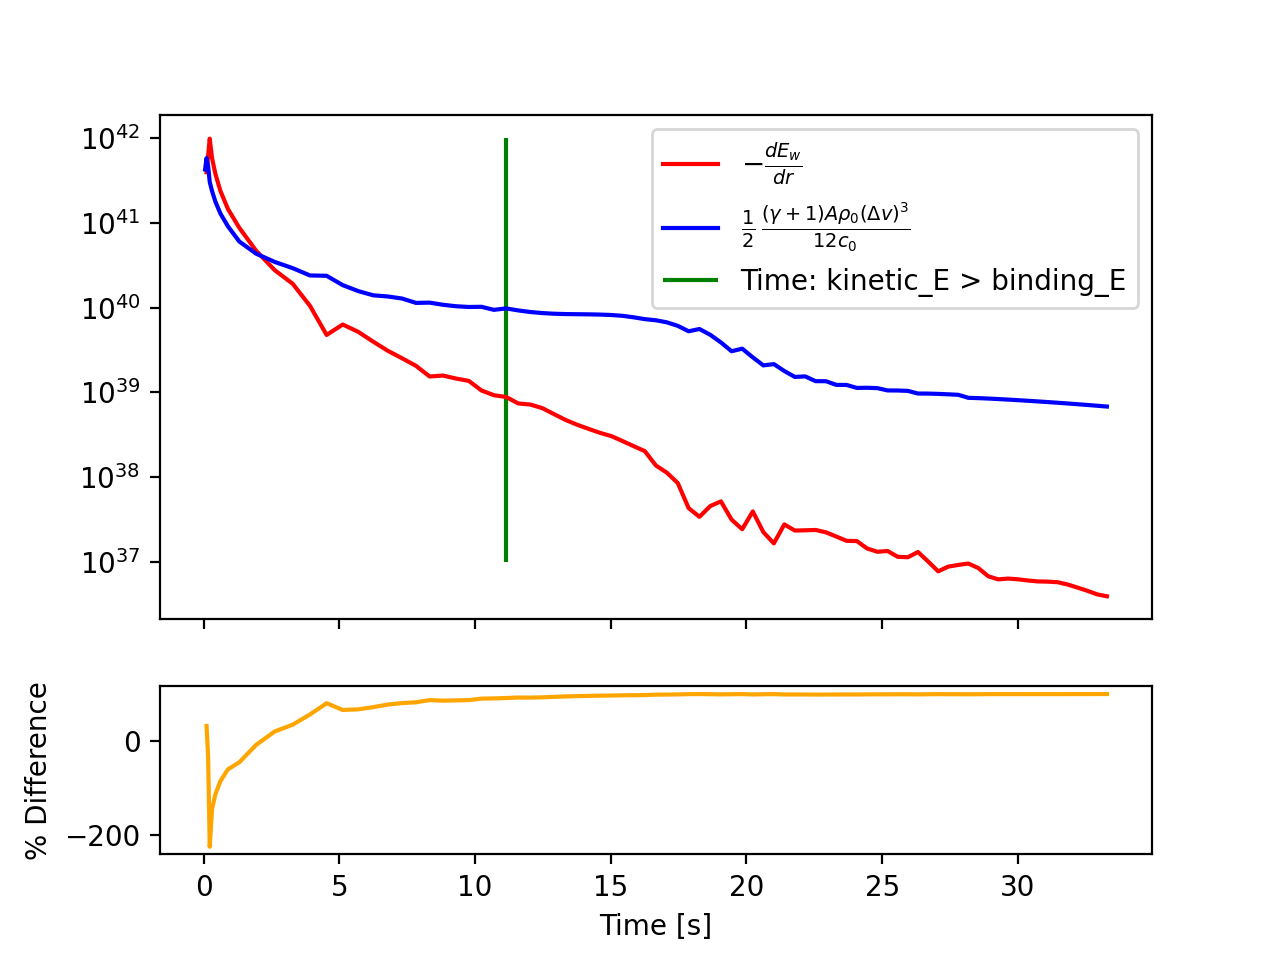 10^42
10^41
10^40
10^39
10^38
10^37
−dE_w/dr
1/2 (γ + 1)Aρ_0(Δv)^3/12c_0
Time: kinetic_E > binding_E
% Difference
0
−200
0 5 10 15 20 25 30
Time [s]